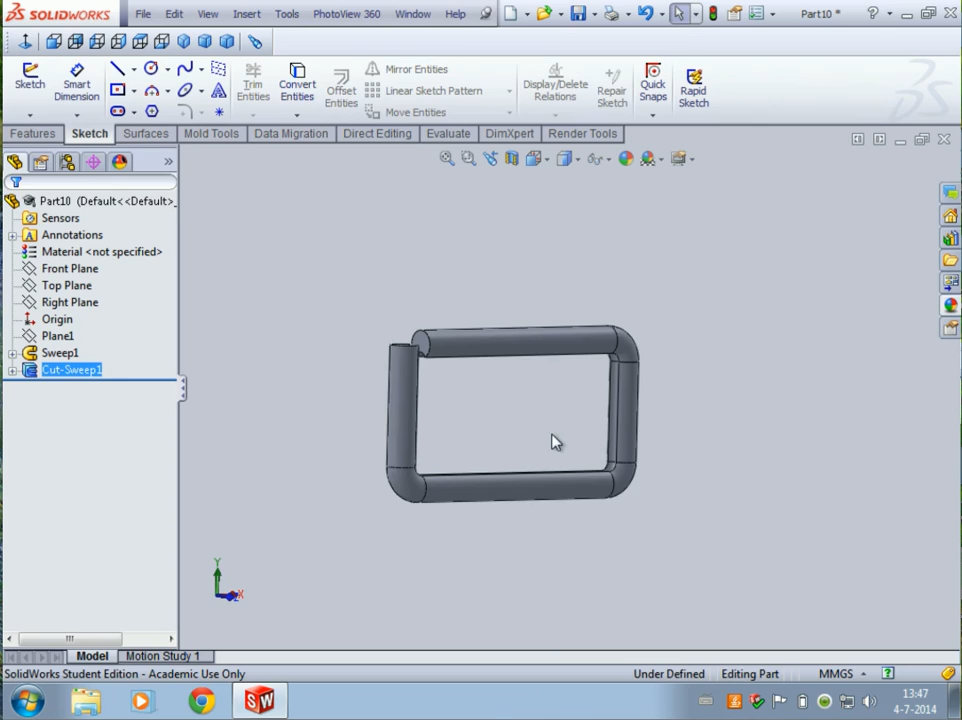 SOLIDWORKS File Edit View Insert Tools PhotoView 360 Window Help Part10 *
Sketch Smart Dimension Trim Entities Convert Entities Offset Entities Mirror Entities Linear Sketch Pattern Move Entities Display/Delete Relations Repair Sketch Quick Snaps Rapid Sketch
Features Sketch Surfaces Mold Tools Data Migration Direct Editing Evaluate DimXpert Render Tools
Part10 (Default<<Default>_
Sensors
Annotations
Material <not specified>
Front Plane
Top Plane
Right Plane
Origin
Plane1
Sweep1
Cut-Sweep1
Y
X
Model Motion Study 1
SolidWorks Student Edition - Academic Use Only Under Defined Editing Part MMGS
13:47
4-7-2014